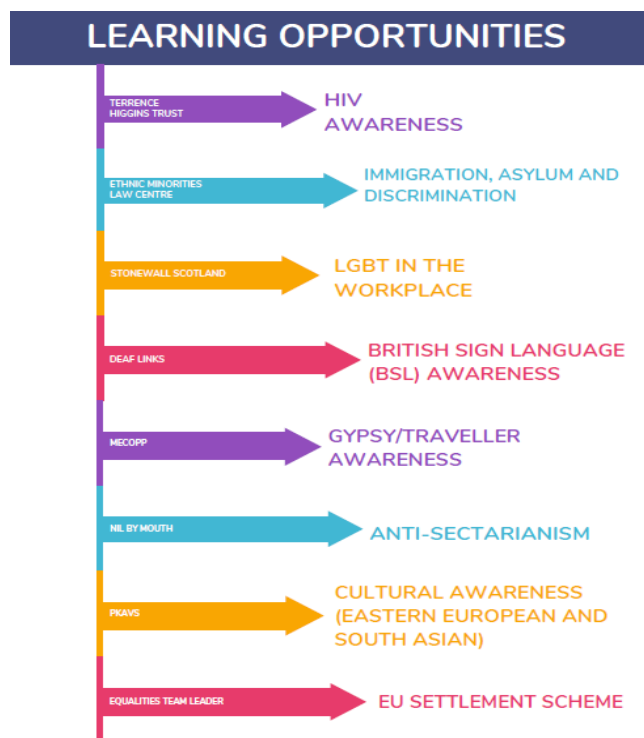 LEARNING OPPORTUNITIES
TERRENCE
HIGGINS TRUST
HIV
AWARENESS
ETHNIC MINORITIES
LAW CENTRE
IMMIGRATION, ASYLUM AND
DISCRIMINATION
STONEWALL SCOTLAND
LGBT IN THE
WORKPLACE
DEAF LINKS
BRITISH SIGN LANGUAGE
(BSL) AWARENESS
MECOPP
GYPSY/TRAVELLER
AWARENESS
NIL BY MOUTH
ANTI-SECTARIANISM
PKAVS
CULTURAL AWARENESS
(EASTERN EUROPEAN AND
SOUTH ASIAN)
EQUALITIES TEAM LEADER
EU SETTLEMENT SCHEME